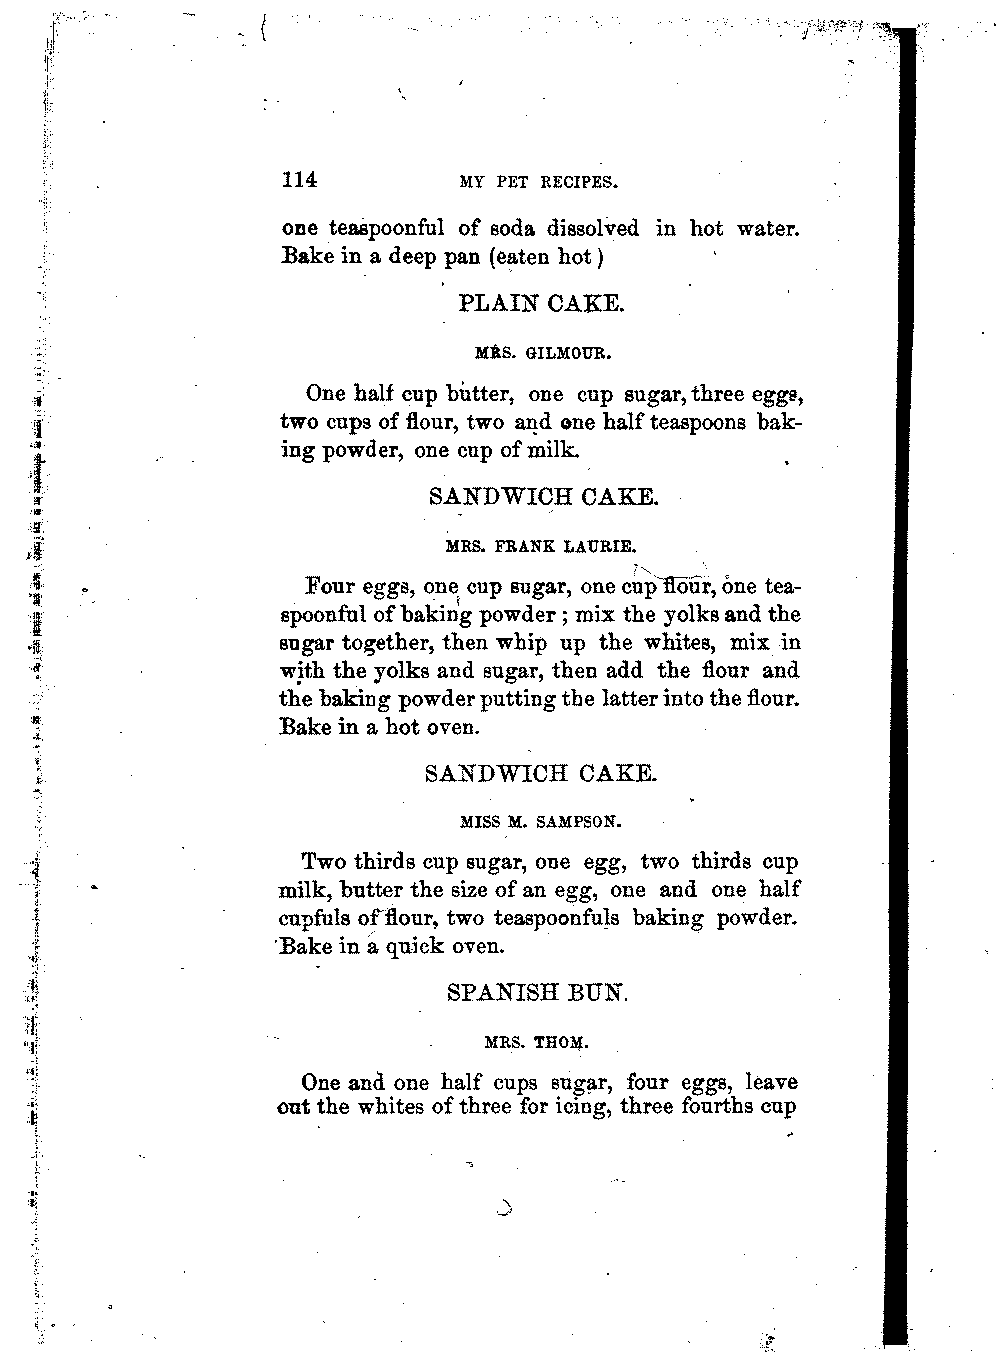 114 MY PET RECIPES.
one teaspoonful of soda dissolved in hot water.
Bake in a deep pan (eaten hot)
PLAIN CAKE.
MRS. GILMOUR.
One half cup butter, one cup sugar, three eggs,
two cups of flour, two and one half teaspoons bak-
ing powder, one cup of milk.
SANDWICH CAKE.
MRS. FRANK LAURIE.
Four eggs, one cup sugar, one cup flour, one tea-
spoonful of baking powder; mix the yolks and the
sugar together, then whip up the whites, mix in
with the yolks and sugar, then add the flour and
the baking powder putting the latter into the flour.
Bake in a hot oven.
SANDWICH CAKE.
MISS M. SAMPSON.
Two thirds cup sugar, one egg, two thirds cup
milk, butter the size of an egg, one and one half
cupfuls of flour, two teaspoonfuls baking powder.
Bake in a quick oven.
SPANISH BUN.
MRS. THOM.
One and one half cups sugar, four eggs, leave
out the whites of three for icing, three fourths cup